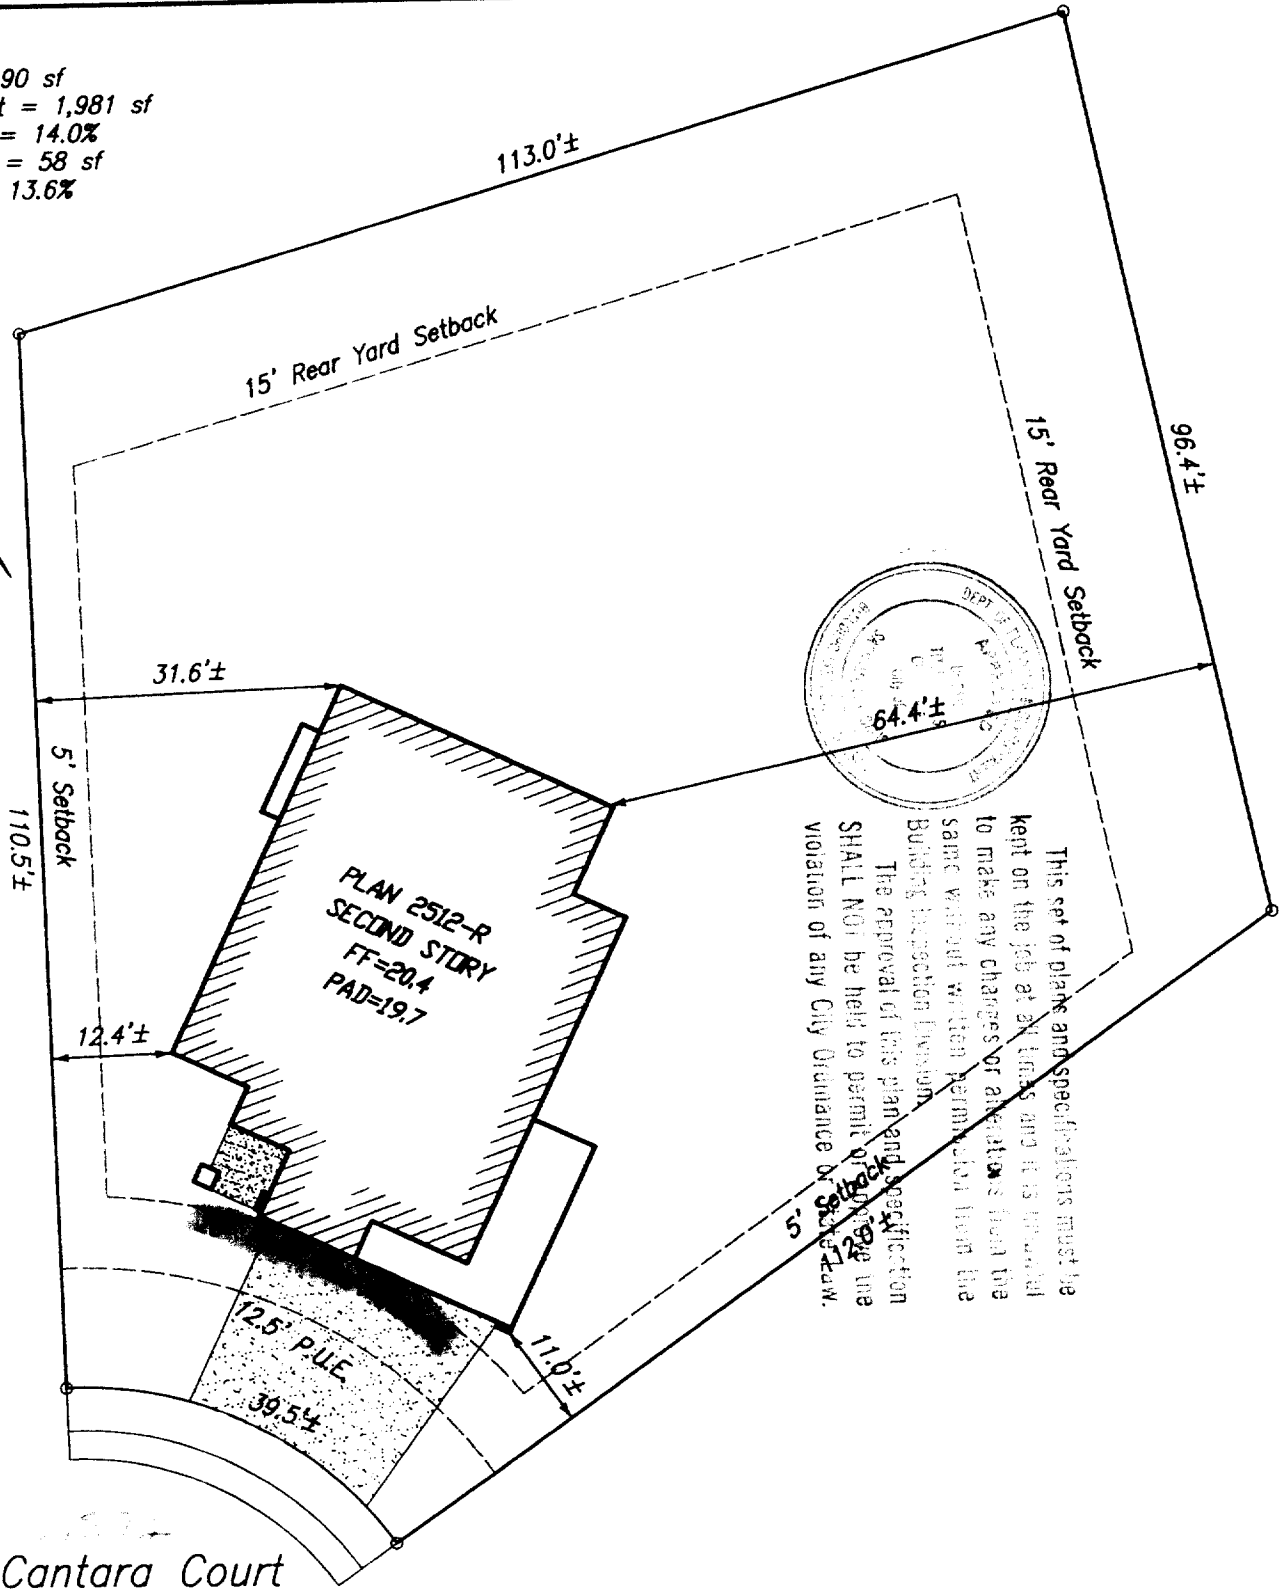 90 sf
t = 1,981 sf
= 14.0%
= 58 sf
13.6%
113.0'±
15' Rear Yard Setback
96.4'±
15' Rear Yard Setback
31.6'±
64.4'±
5' Setback
110.5'±
PLAN 2512-R
SECOND STORY
FF=20.4
PAD=19.7
12.4'±
DEPT OF
This set of plans and specifications must be
kept on the job at all times and it is
to make any changes or alterations from the
same without written permission from the
Building Inspection Division.
The approval of this plan and specification
SHALL NOT be held to permit or approve the
violation of any City Ordinance or State Law.
5' Setback
112.0'±
11.0'±
12.5' P.U.E.
39.5'±
Cantara Court